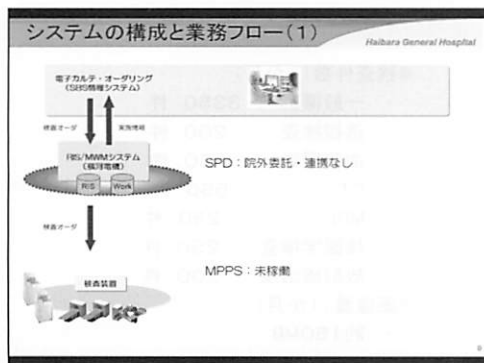 システムの構成と業務フロー(1)
Haibara General Hospital
電子カルテ・オーダリング
(SBS情報システム)
検査オーダ
実施情報
RIS/MWMシステム
(横河電機)
RIS
Work
SPD:院外委託・連携なし
検査オーダ
MPPS:未稼働
検査装置